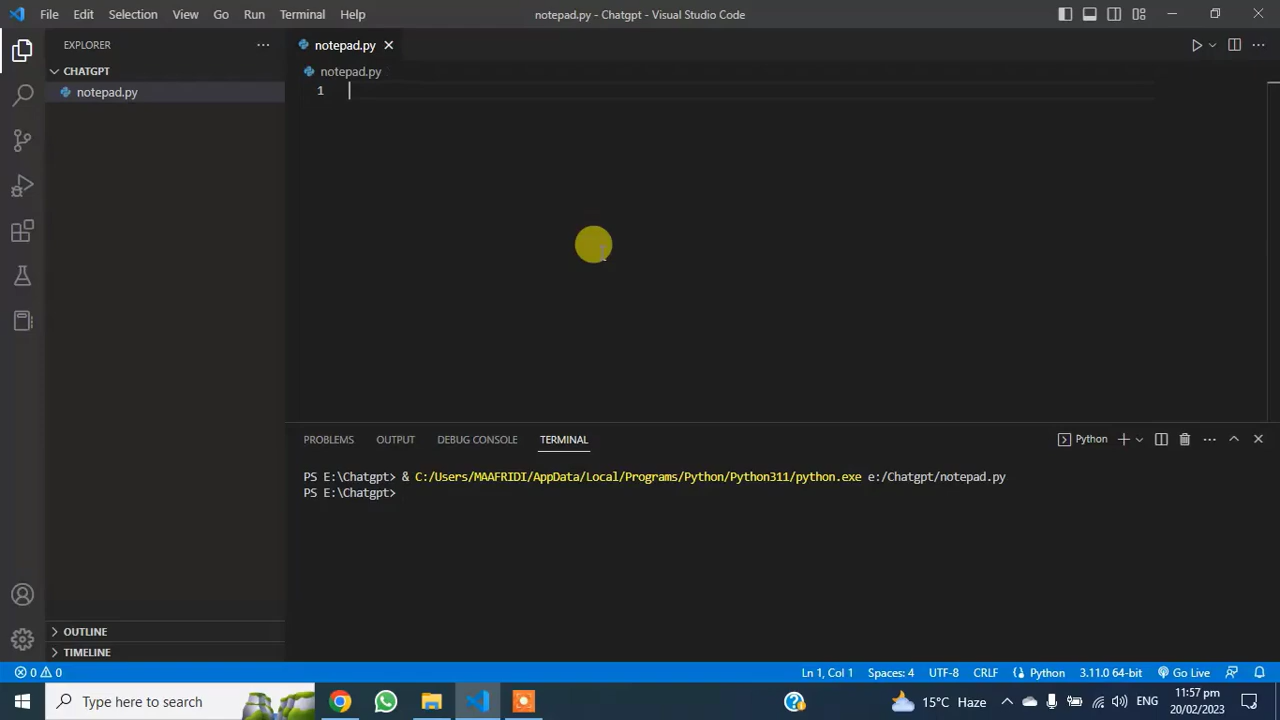 File Edit Selection View Go Run Terminal Help notepad.py - Chatgpt - Visual Studio Code
EXPLORER
notepad.py
CHATGPT
notepad.py
notepad.py
1
PROBLEMS OUTPUT DEBUG CONSOLE TERMINAL
Python
PS E:\Chatgpt> & C:/Users/MAAFRIDI/AppData/Local/Programs/Python/Python311/python.exe e:/Chatgpt/notepad.py
PS E:\Chatgpt>
OUTLINE
TIMELINE
0 0 Ln 1, Col 1 Spaces: 4 UTF-8 CRLF Python 3.11.0 64-bit Go Live
Type here to search
15°C Haze
ENG
11:57 pm
20/02/2023